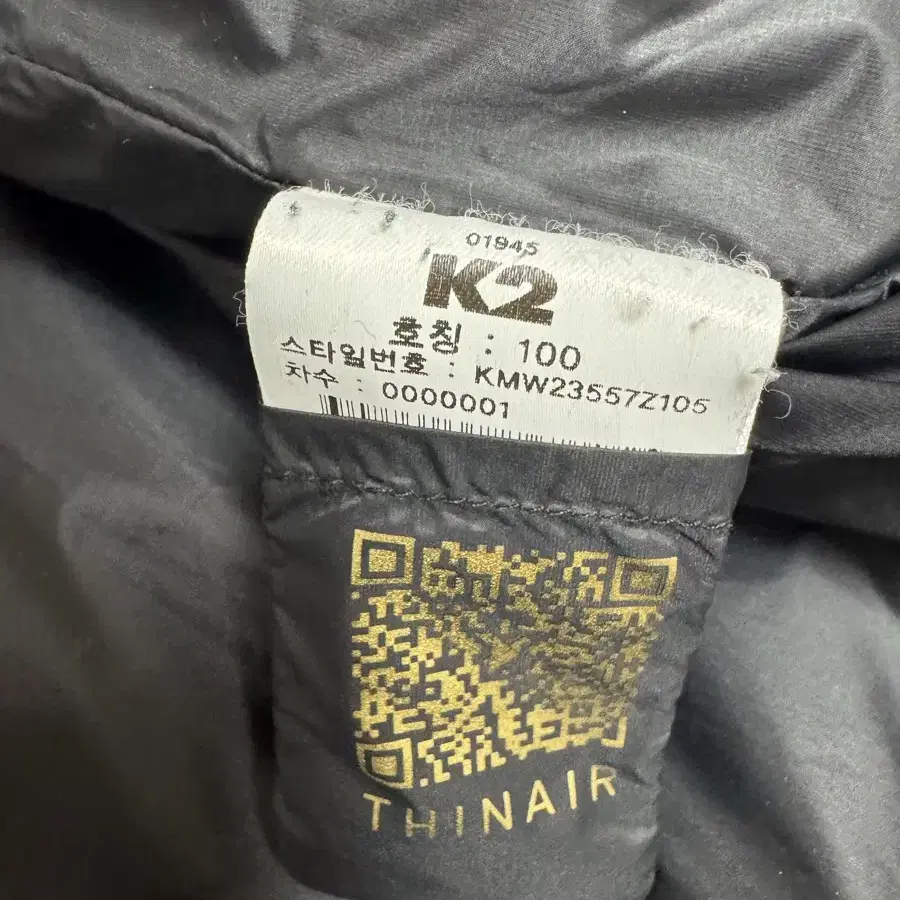 01945
K2
호칭 : 100
스타일번호 : KMW23557Z105
차수 : 0000001
THINAIR